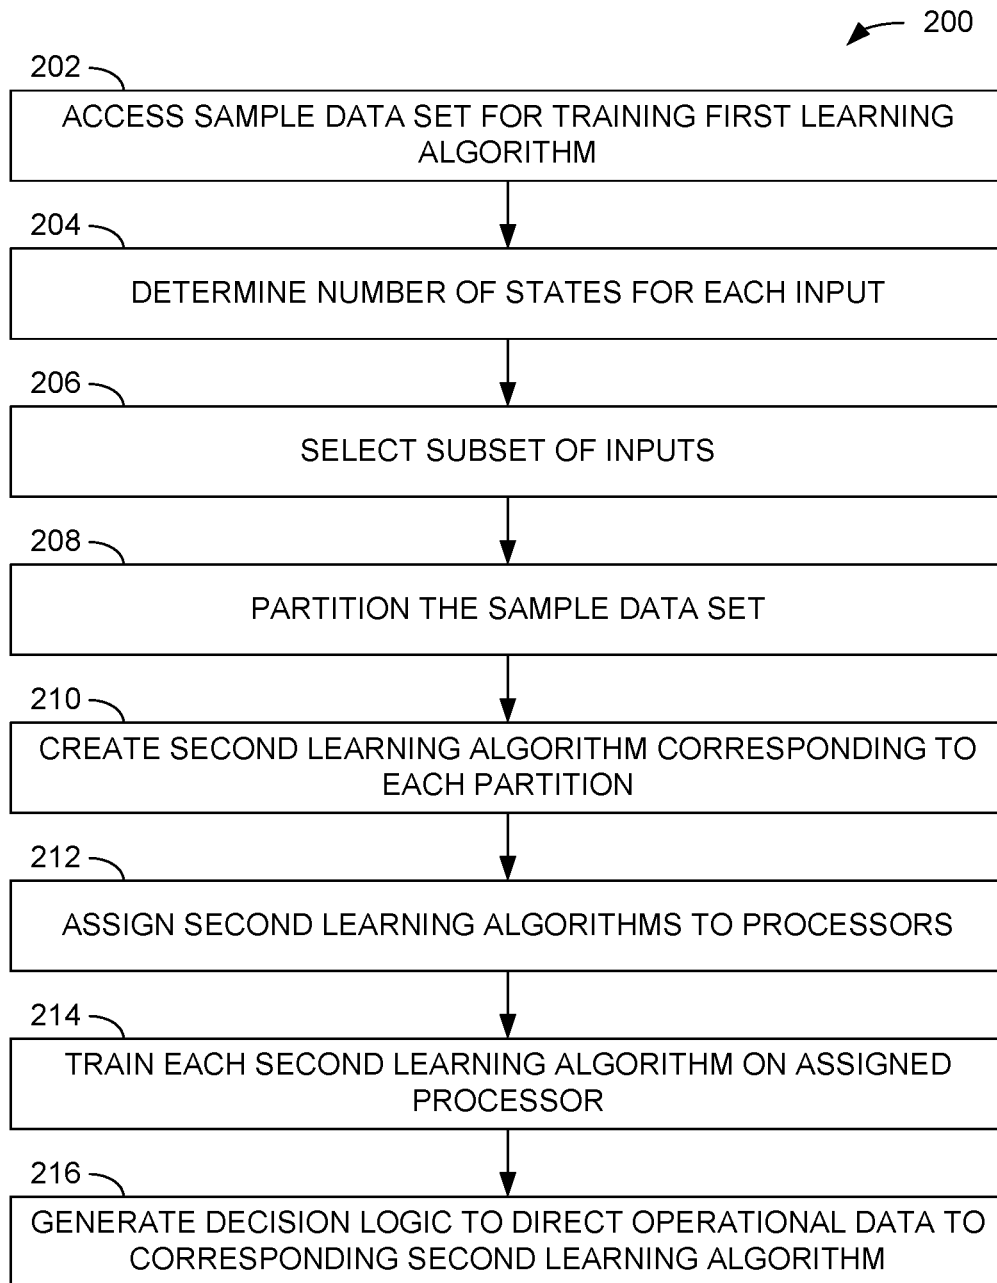 200
202
ACCESS SAMPLE DATA SET FOR TRAINING FIRST LEARNING
ALGORITHM
204
DETERMINE NUMBER OF STATES FOR EACH INPUT
206
SELECT SUBSET OF INPUTS
208
PARTITION THE SAMPLE DATA SET
210
CREATE SECOND LEARNING ALGORITHM CORRESPONDING TO
EACH PARTITION
212
ASSIGN SECOND LEARNING ALGORITHMS TO PROCESSORS
214
TRAIN EACH SECOND LEARNING ALGORITHM ON ASSIGNED
PROCESSOR
216
GENERATE DECISION LOGIC TO DIRECT OPERATIONAL DATA TO
CORRESPONDING SECOND LEARNING ALGORITHM